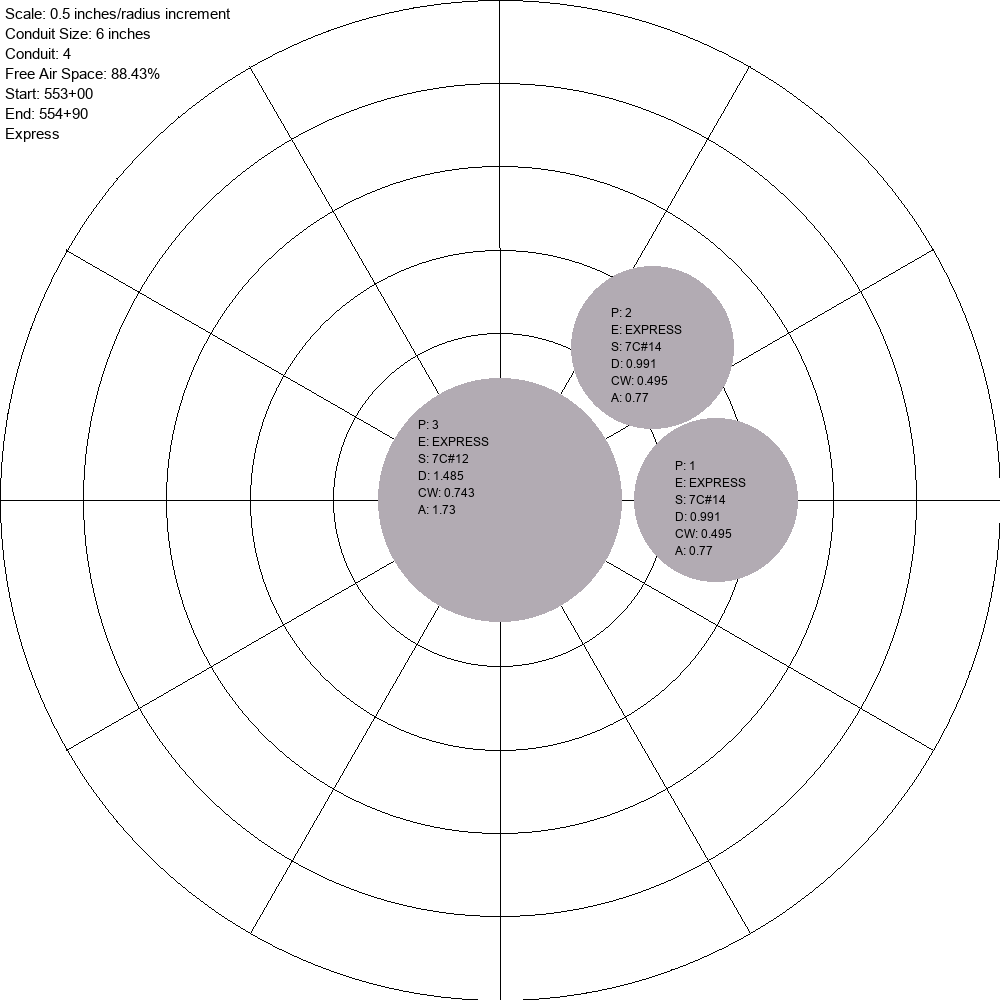 Scale: 0.5 inches/radius increment
Conduit Size: 6 inches
Conduit: 4
Free Air Space: 88.43%
Start: 553+00
End: 554+90
Express
P: 2
E: EXPRESS
S: 7C#14
D: 0.991
CW: 0.495
A: 0.77
P: 3
E: EXPRESS
S: 7C#12
D: 1.485
CW: 0.743
A: 1.73
P: 1
E: EXPRESS
S: 7C#14
D: 0.991
CW: 0.495
A: 0.77